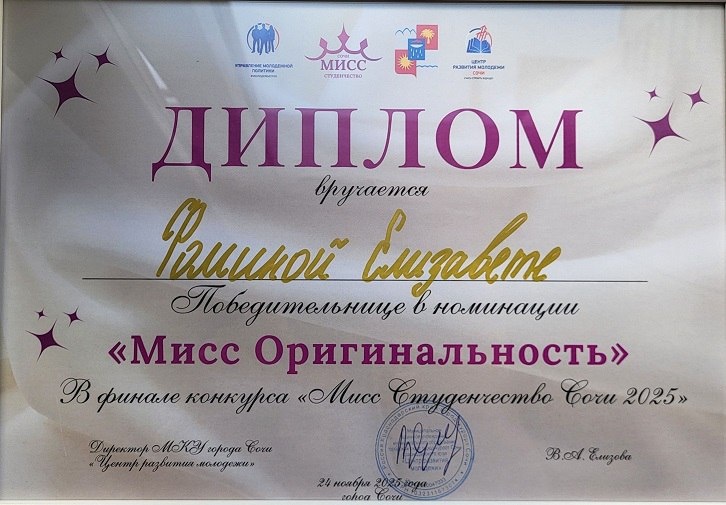 УПРАВЛЕНИЕ МОЛОДЕЖНОЙ
ПОЛИТИКИ
СОЧИ
МИСС
СТУДЕНЧЕСТВО
ЦЕНТР
РАЗВИТИЯ МОЛОДЕЖИ
СОЧИ
ДИПЛОМ
вручается
Фоминой Елизавете
Победительнице в номинации
«Мисс Оригинальность»
В финале конкурса «Мисс Студенчество Сочи 2025»
Директор МКУ города Сочи
«Центр развития молодежи»
В.А. Елизова
24 ноября 2025 года
город Сочи